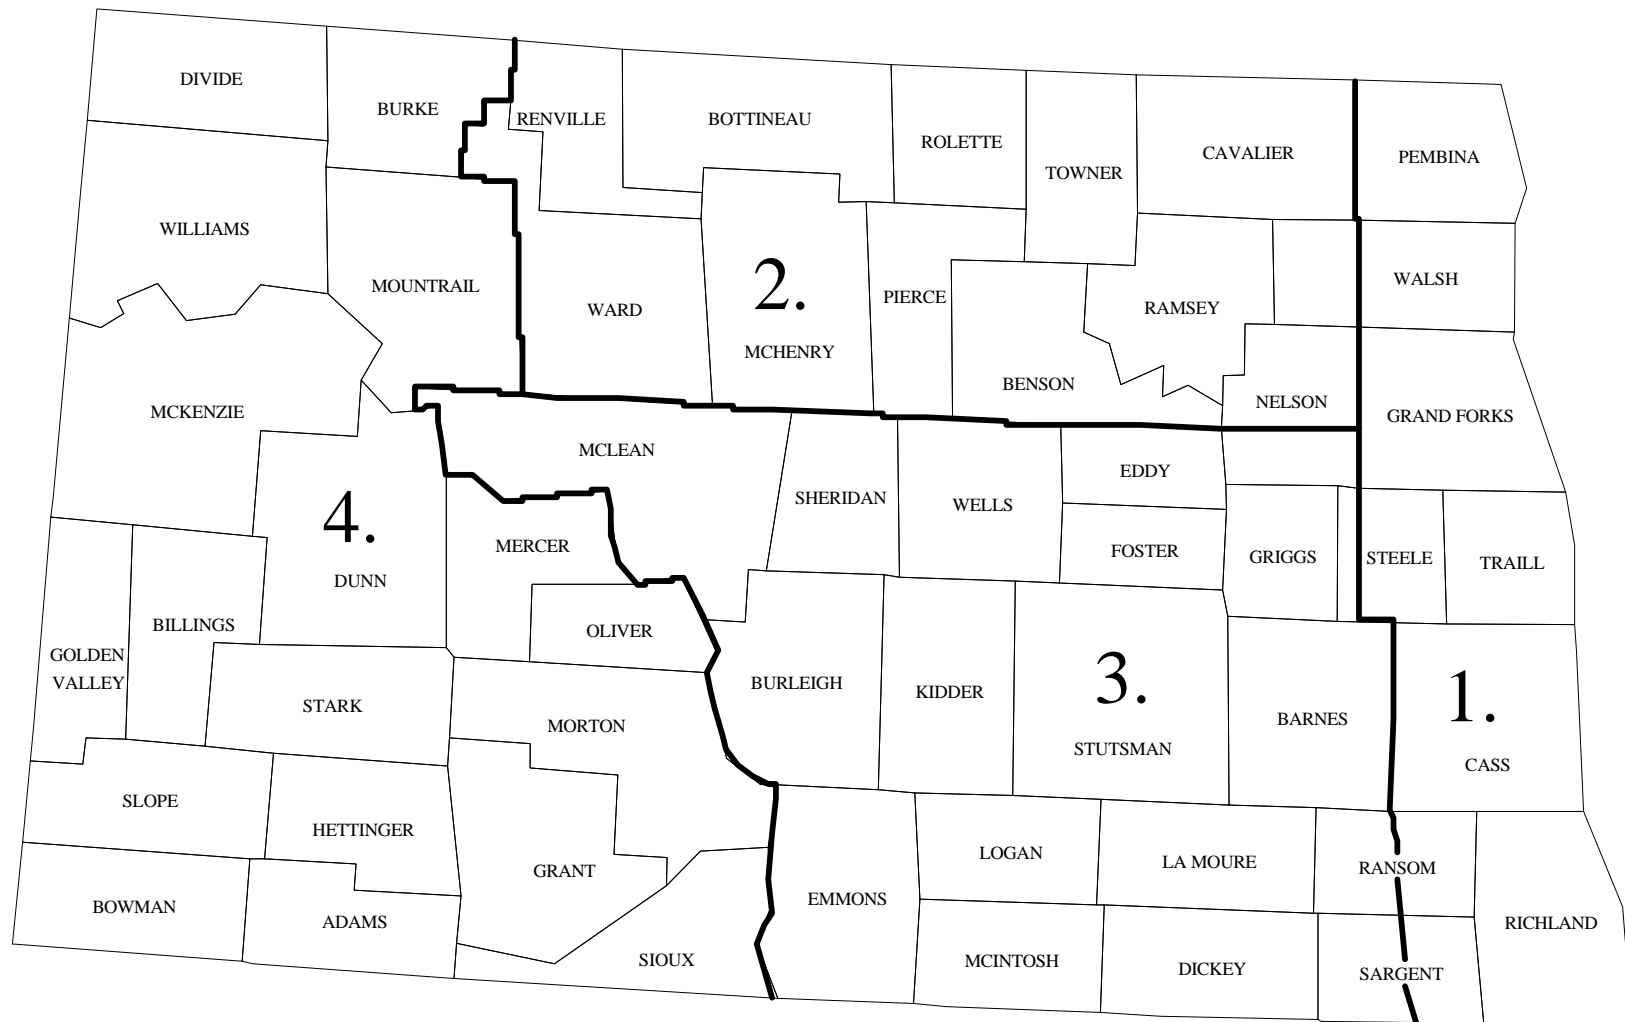 DIVIDE
BURKE
RENVILLE
BOTTINEAU
ROLETTE
TOWNER
CAVALIER
PEMBINA
WILLIAMS
MOUNTRAIL
WARD
2.
MCHENRY
PIERCE
BENSON
RAMSEY
WALSH
NELSON
GRAND FORKS
MCKENZIE
MCLEAN
SHERIDAN
WELLS
EDDY
FOSTER
GRIGGS
STEELE
TRAILL
4.
DUNN
MERCER
OLIVER
BILLINGS
GOLDEN
VALLEY
STARK
MORTON
BURLEIGH
KIDDER
3.
STUTSMAN
BARNES
1.
CASS
SLOPE
HETTINGER
GRANT
LOGAN
LA MOURE
RANSOM
BOWMAN
ADAMS
SIOUX
EMMONS
MCINTOSH
DICKEY
SARGENT
RICHLAND